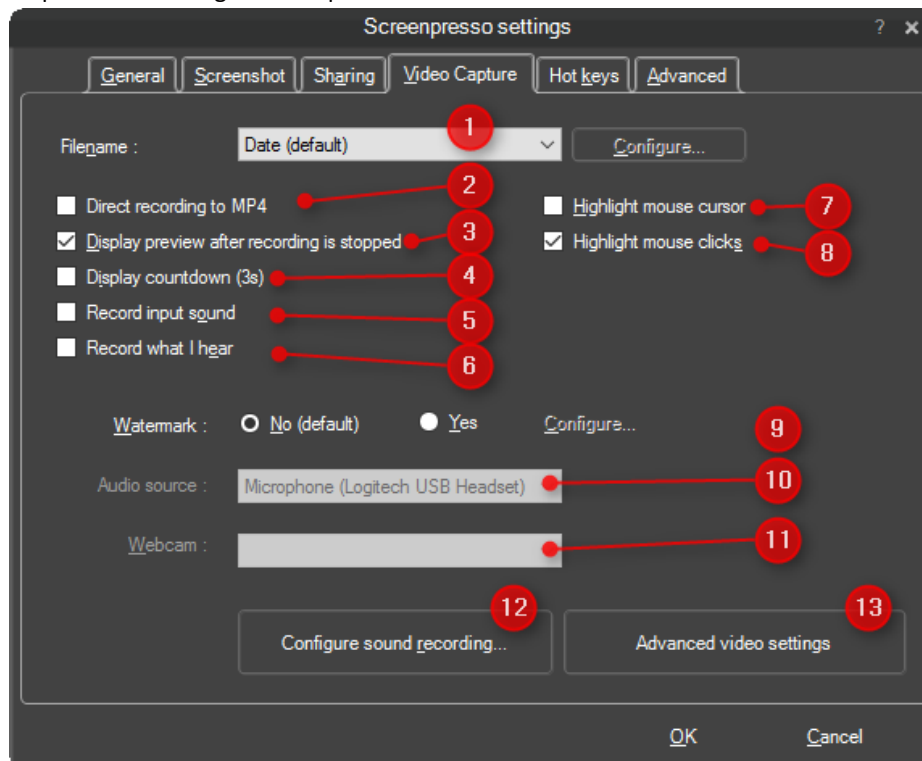 Screenpresso settings ?
General Screenshot Sharing Video Capture Hot keys Advanced
Filename : Date (default) 1 Configure...
Direct recording to MP4 2 Highlight mouse cursor 7
Display preview after recording is stopped 3 Highlight mouse clicks 8
Display countdown (3s) 4
Record input sound 5
Record what I hear 6
Watermark : No (default) Yes Configure... 9
Audio source : Microphone (Logitech USB Headset) 10
Webcam : 11
12 13
Configure sound recording... Advanced video settings
OK Cancel